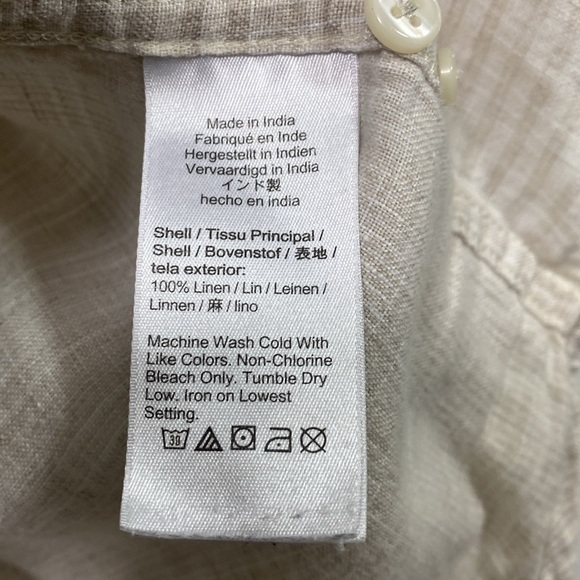 Made in India
Fabriqué en Inde
Hergestellt in Indien
Vervaardigd in India
インド製
hecho en india
Shell / Tissu Principal /
Shell / Bovenstof / 表地 /
tela exterior:
100% Linen / Lin / Leinen /
Linnen / 麻 / lino
Machine Wash Cold With
Like Colors. Non-Chlorine
Bleach Only. Tumble Dry
Low. Iron on Lowest
Setting.
30